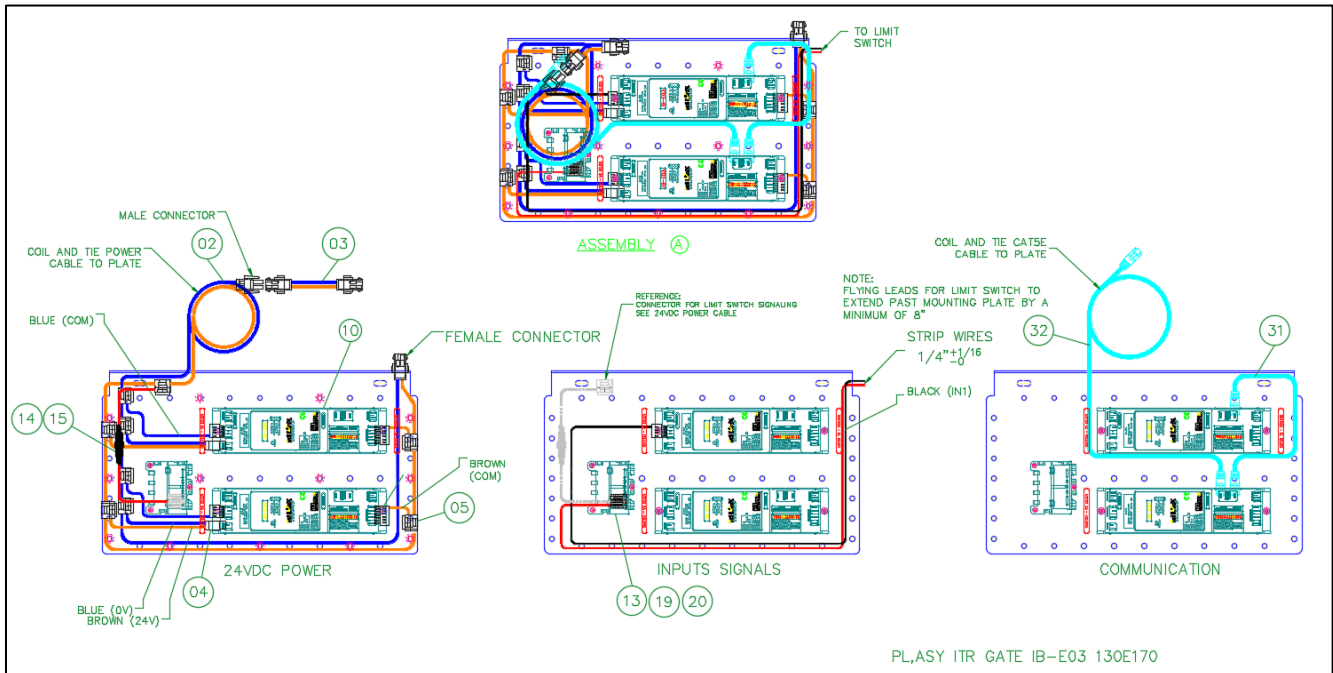 TO LIMIT
SWITCH
ASSEMBLY A
MALE CONNECTOR
02
03
COIL AND TIE POWER
CABLE TO PLATE
BLUE (COM)
10
FEMALE CONNECTOR
14
15
BROWN
(COM)
05
04
24VDC POWER
BLUE (0V)
BROWN (24V)
REFERENCE:
CONNECTOR FOR LIMIT SWITCH SIGNALING
SEE 24VDC POWER CABLE
NOTE:
FLYING LEADS FOR LIMIT SWITCH TO
EXTEND PAST MOUNTING PLATE BY A
MINIMUM OF 8"
STRIP WIRES
1/4"+1/16
-0
BLACK (IN1)
INPUTS SIGNALS
13
19
20
COIL AND TIE CAT5E
CABLE TO PLATE
32
31
COMMUNICATION
PL,ASY ITR GATE IB-E03 130E170